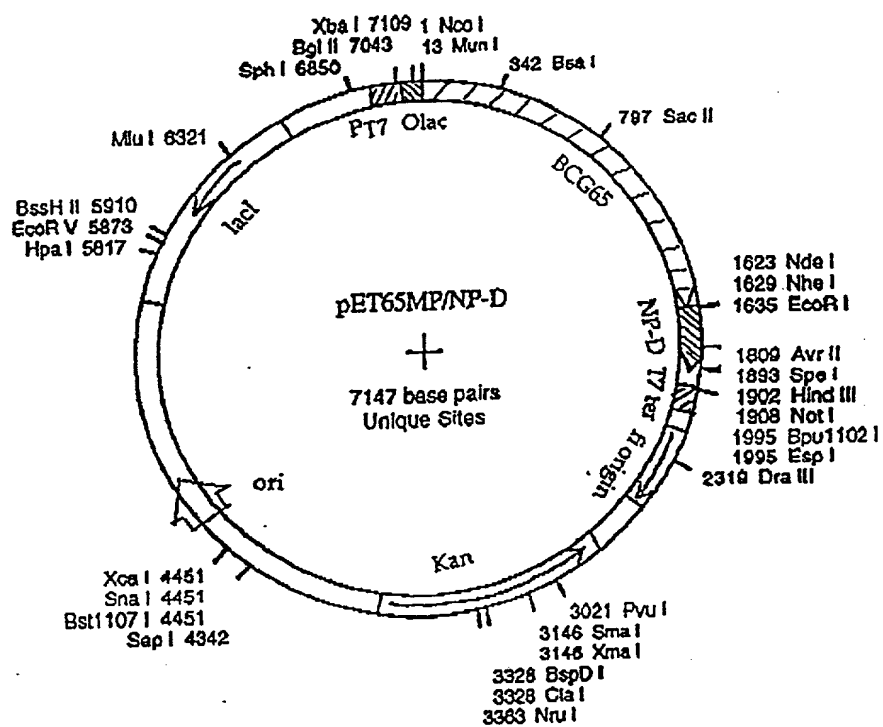 Xba I 7109
1 Nco I
Bgl II 7043
13 Mun I
Sph I 6850
342 Bsa I
797 Sac II
Mlu I 6321
PT7
Olac
BCG65
lacI
BssH II 5910
EcoR V 5873
Hpa I 5817
1623 Nde I
1629 Nhe I
1635 EcoR I
pET65MP/NP-D
7147 base pairs
Unique Sites
NP-D
T7 ter
f1 origin
1809 Avr II
1893 Spe I
1902 Hind III
1908 Not I
1995 Bpu1102 I
1995 Esp I
2319 Dra III
ori
Kan
Xca I 4451
Sna I 4451
Bst1107 I 4451
Sap I 4342
3021 Pvu I
3146 Sma I
3146 Xma I
3328 BspD I
3328 Cla I
3363 Nru I